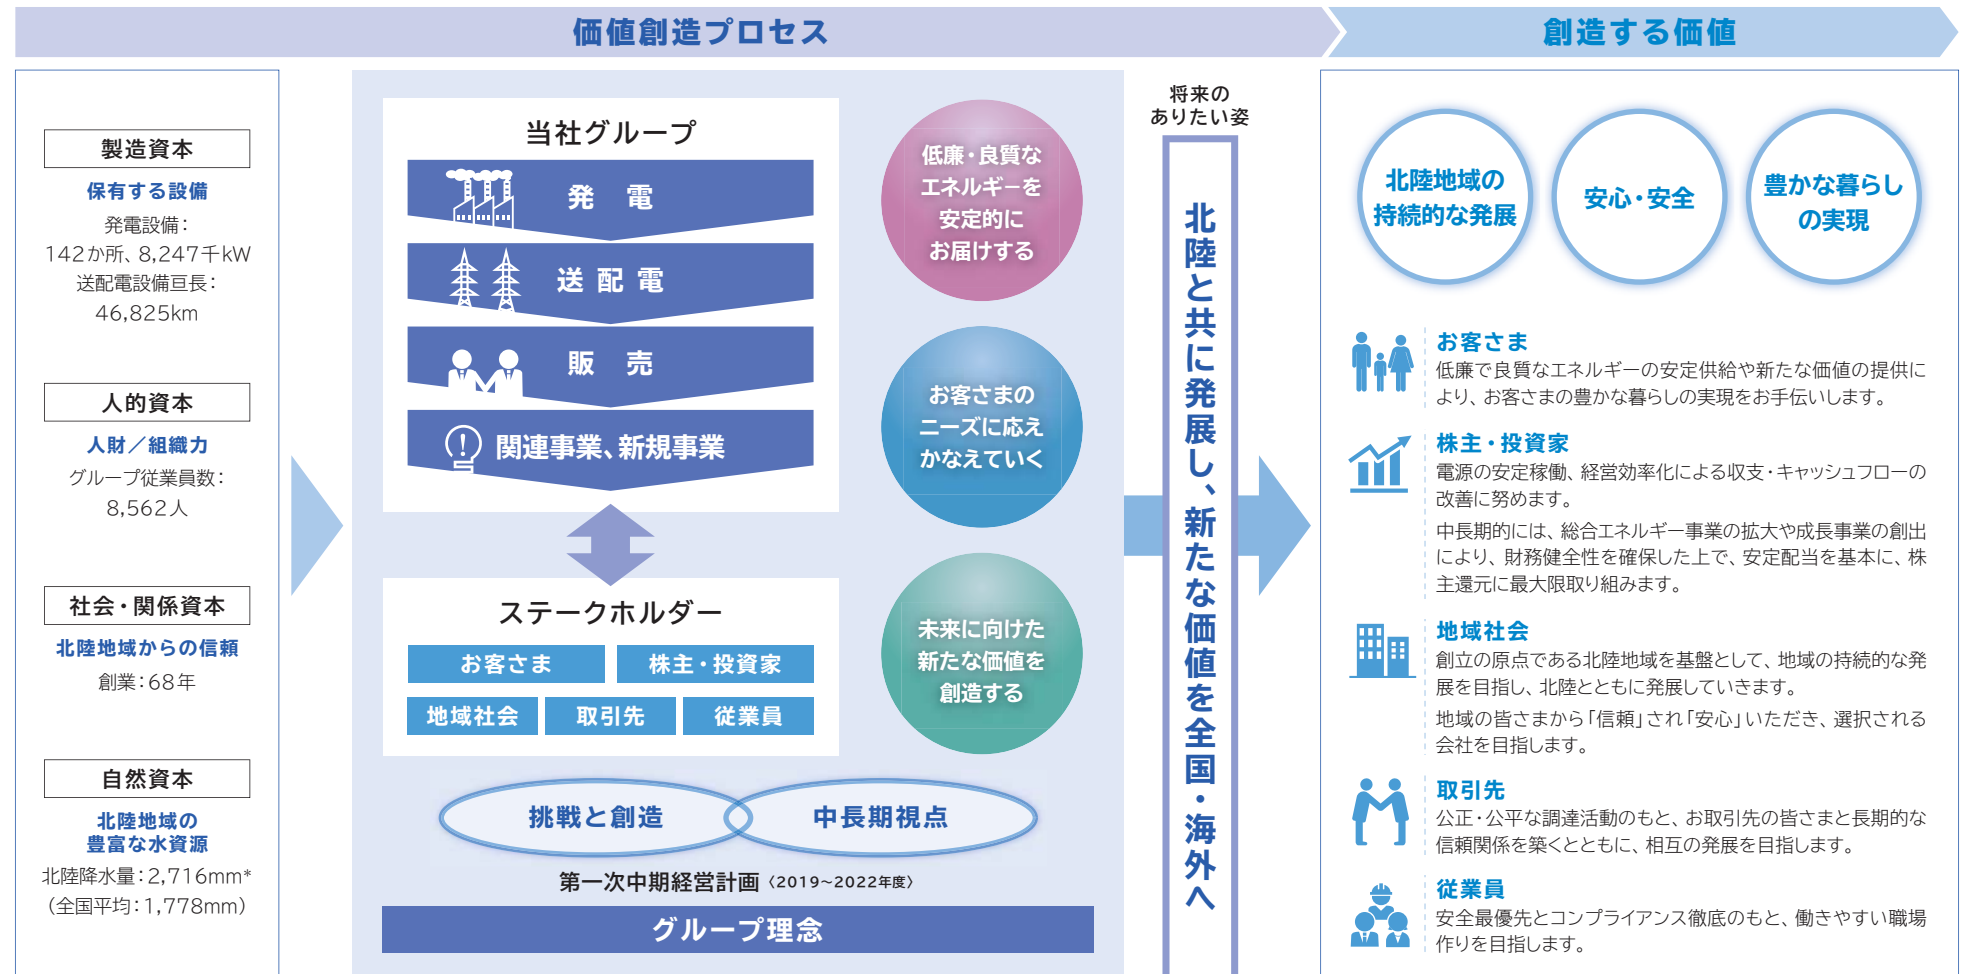 価値創造プロセス
創造する価値
製造資本
保有する設備
発電設備：
142か所、8,247千kW
送配電設備亘長：
46,825km
人的資本
人財／組織力
グループ従業員数：
8,562人
社会・関係資本
北陸地域からの信頼
創業：68年
自然資本
北陸地域の
豊富な水資源
北陸降水量：2,716mm*
（全国平均：1,778mm）
当社グループ
発電
送配電
販売
関連事業、新規事業
ステークホルダー
お客さま
株主・投資家
地域社会
取引先
従業員
低廉・良質な
エネルギーを
安定的に
お届けする
お客さまの
ニーズに応え
かなえていく
未来に向けた
新たな価値を
創造する
挑戦と創造
中長期視点
第一次中期経営計画〈2019～2022年度〉
グループ理念
将来の
ありたい姿
北陸と共に発展し、新たな価値を全国・海外へ
北陸地域の
持続的な発展
安心・安全
豊かな暮らし
の実現
お客さま
低廉で良質なエネルギーの安定供給や新たな価値の提供に
より、お客さまの豊かな暮らしの実現をお手伝いします。
株主・投資家
電源の安定稼働、経営効率化による収支・キャッシュフローの
改善に努めます。
中長期的には、総合エネルギー事業の拡大や成長事業の創出
により、財務健全性を確保した上で、安定配当を基本に、株
主還元に最大限取り組みます。
地域社会
創立の原点である北陸地域を基盤として、地域の持続的な発
展を目指し、北陸とともに発展していきます。
地域の皆さまから「信頼」され「安心」いただき、選択される
会社を目指します。
取引先
公正・公平な調達活動のもと、お取引先の皆さまと長期的な
信頼関係を築くとともに、相互の発展を目指します。
従業員
安全最優先とコンプライアンス徹底のもと、働きやすい職場
作りを目指します。